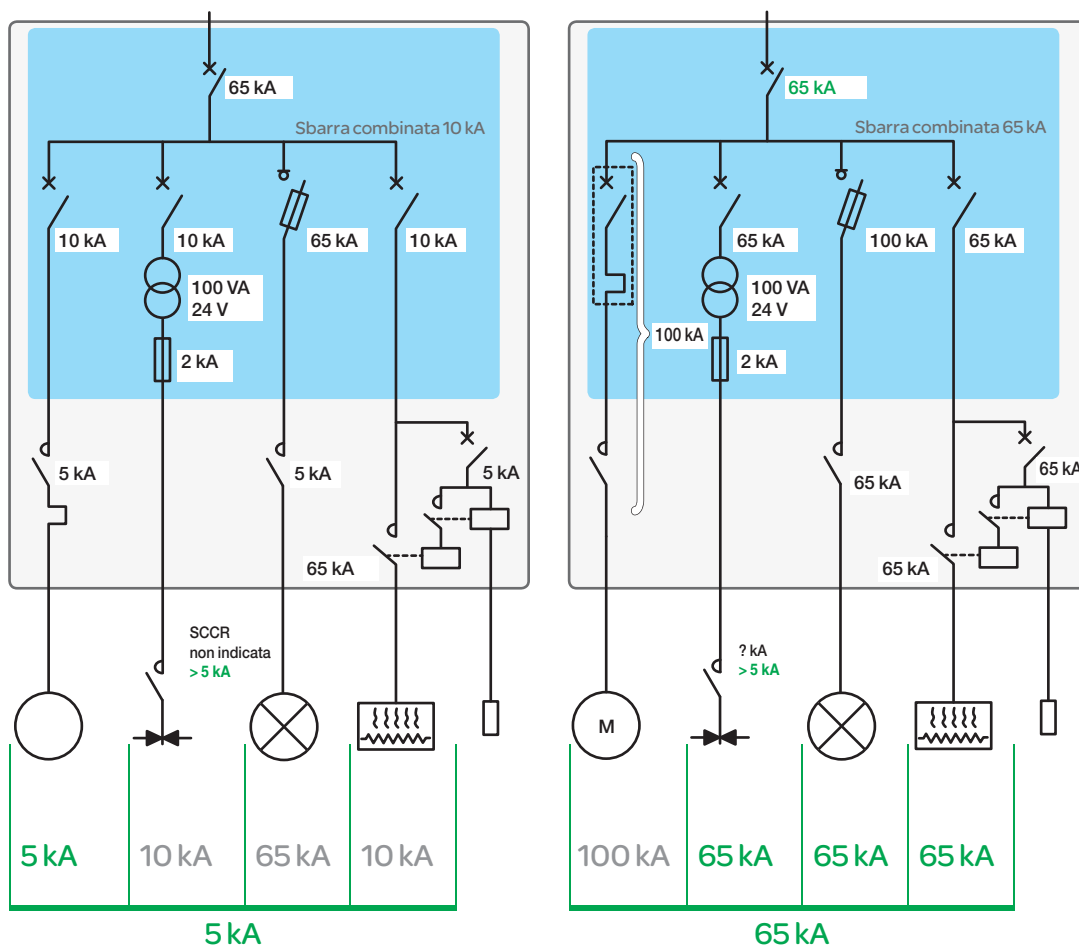 65 kA
Sbarra combinata 10 kA
10 kA
10 kA
65 kA
10 kA
100 VA
24 V
2 kA
5 kA
5 kA
5 kA
65 kA
SCCR
non indicata
> 5 kA
5 kA
10 kA
65 kA
10 kA
5 kA
65 kA
Sbarra combinata 65 kA
65 kA
100 kA
65 kA
100 VA
24 V
100 kA
2 kA
65 kA
65 kA
65 kA
? kA
> 5 kA
M
100 kA
65 kA
65 kA
65 kA
65 kA